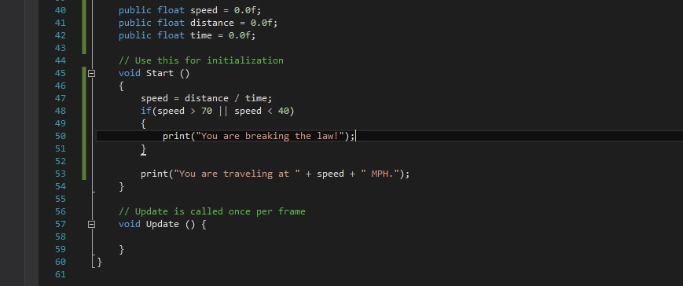 40 public float speed = 0.0f;
41 public float distance = 0.0f;
42 public float time = 0.0f;
43
44 // Use this for initialization
45 void Start ()
46 {
47 speed = distance / time;
48 if(speed > 70 || speed < 40)
49 {
50 print("You are breaking the law!");
51 }
52
53 print("You are traveling at " + speed + " MPH.");
54 }
55
56 // Update is called once per frame
57 void Update () {
58
59 }
60 }
61